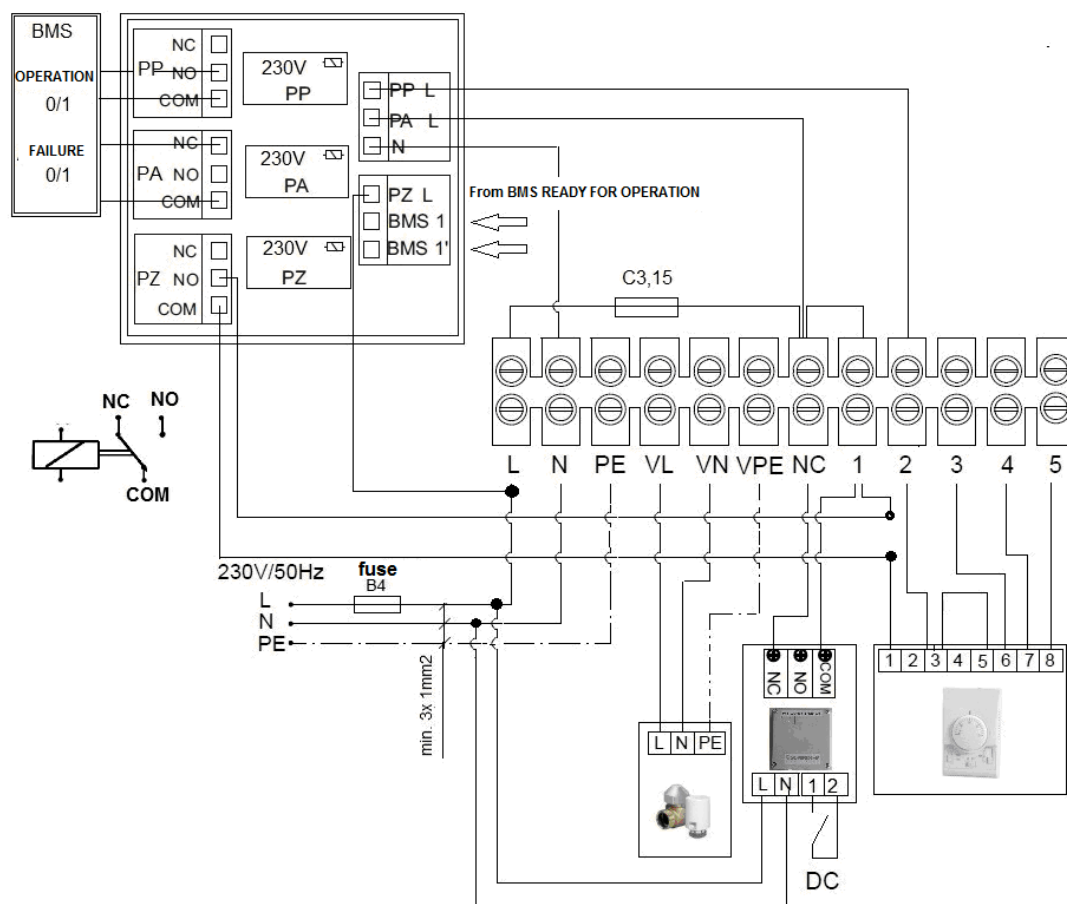 BMS
OPERATION
0/1
FAILURE
0/1
NC
PP NO
COM
NC
PA NO
COM
NC
PZ NO
COM
230V
PP
230V
PA
230V
PZ
PP L
PA L
N
PZ L
BMS 1
BMS 1'
From BMS READY FOR OPERATION
C3,15
NC NO
COM
L N PE VL VN VPE NC 1 2 3 4 5
230V/50Hz
fuse
B4
L
N
PE
min. 3x 1mm2
L N PE
NC NO COM
L N 1 2
DC
1 2 3 4 5 6 7 8